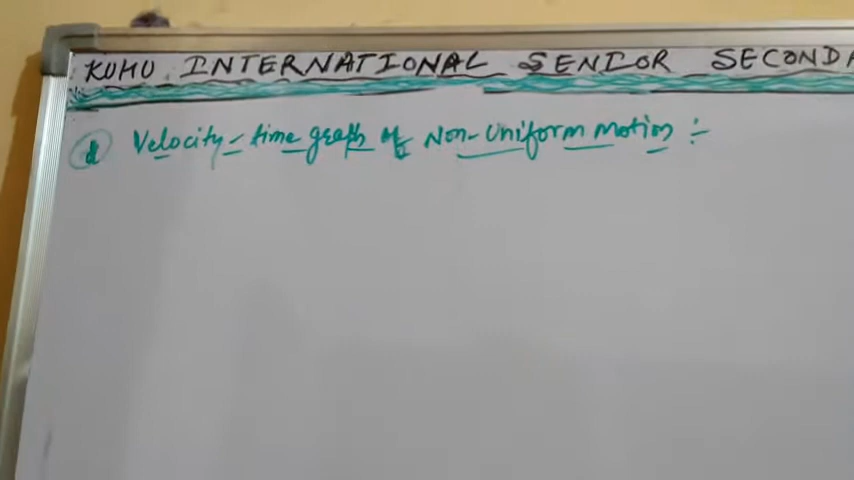 KUHU INTERNATIONAL SENIOR SECONDA
d Velocity-time graph of Non-Uniform motion :-